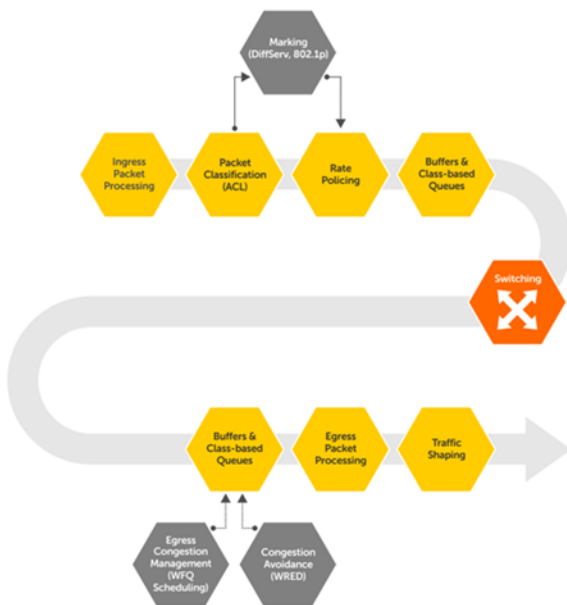 Marking
(DiffServ, 802.1p)
Ingress
Packet
Processing
Packet
Classification
(ACL)
Rate
Policing
Buffers &
Class-based
Queues
Switching
Buffers &
Class-based
Queues
Egress
Packet
Processing
Traffic
Shaping
Egress
Congestion
Management
(WFQ
Scheduling)
Congestion
Avoidance
(WRED)